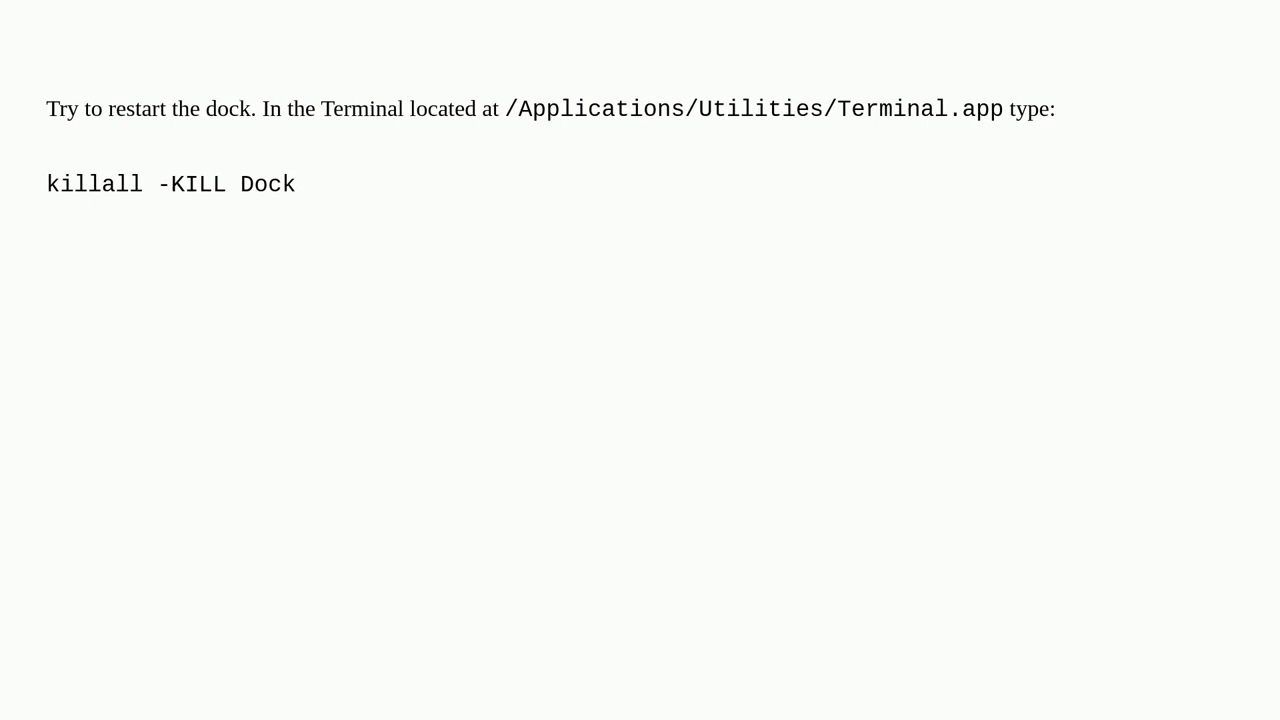 Try to restart the dock. In the Terminal located at /Applications/Utilities/Terminal.app type:
killall -KILL Dock